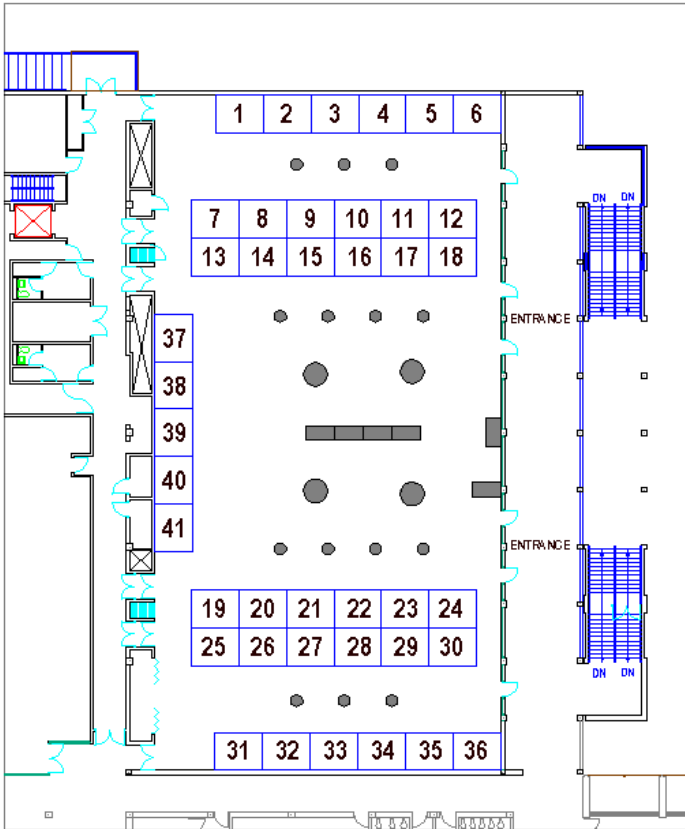 1 2 3 4 5 6
DN DN
7 8 9 10 11 12
13 14 15 16 17 18
ENTRANCE
37
38
39
40
41
ENTRANCE
19 20 21 22 23 24
25 26 27 28 29 30
DN DN
31 32 33 34 35 36